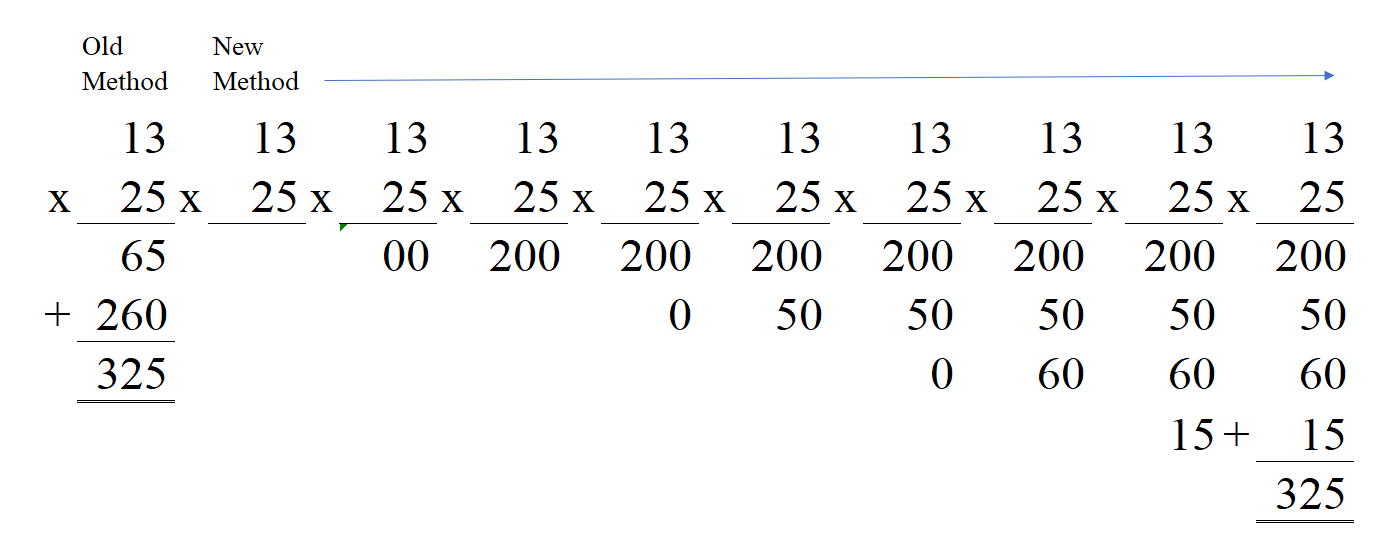 Old New
Method Method
13 13 13 13 13 13 13 13 13 13
x 25 x 25 x 25 x 25 x 25 x 25 x 25 x 25 x 25 x 25
65 00 200 200 200 200 200 200 200
+ 260 0 50 50 50 50 50
325 0 60 60 60
15 + 15
325